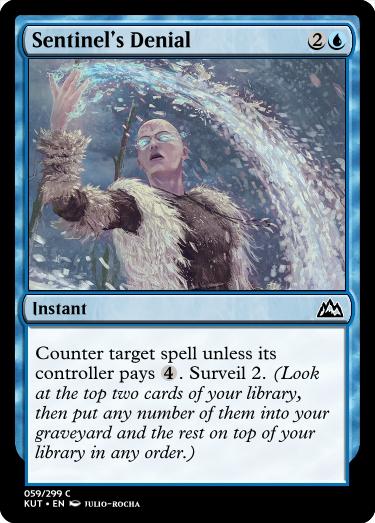 Sentinel's Denial 2
Instant
Counter target spell unless its
controller pays 4. Surveil 2. (Look
at the top two cards of your library,
then put any number of them into your
graveyard and the rest on top of your
library in any order.)
059/299 C
KUT • EN JULIO-ROCHA